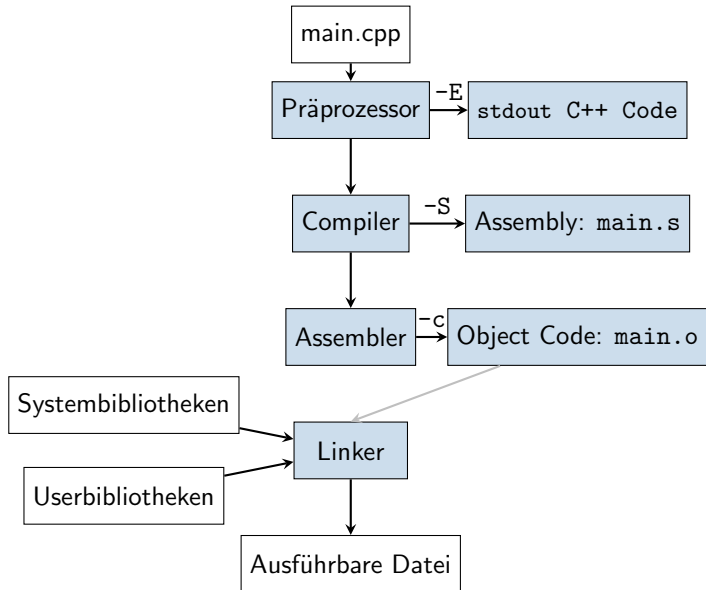 main.cpp
Präprozessor
-E
stdout C++ Code
Compiler
-S
Assembly: main.s
Assembler
-c
Object Code: main.o
Systembibliotheken
Linker
Userbibliotheken
Ausführbare Datei